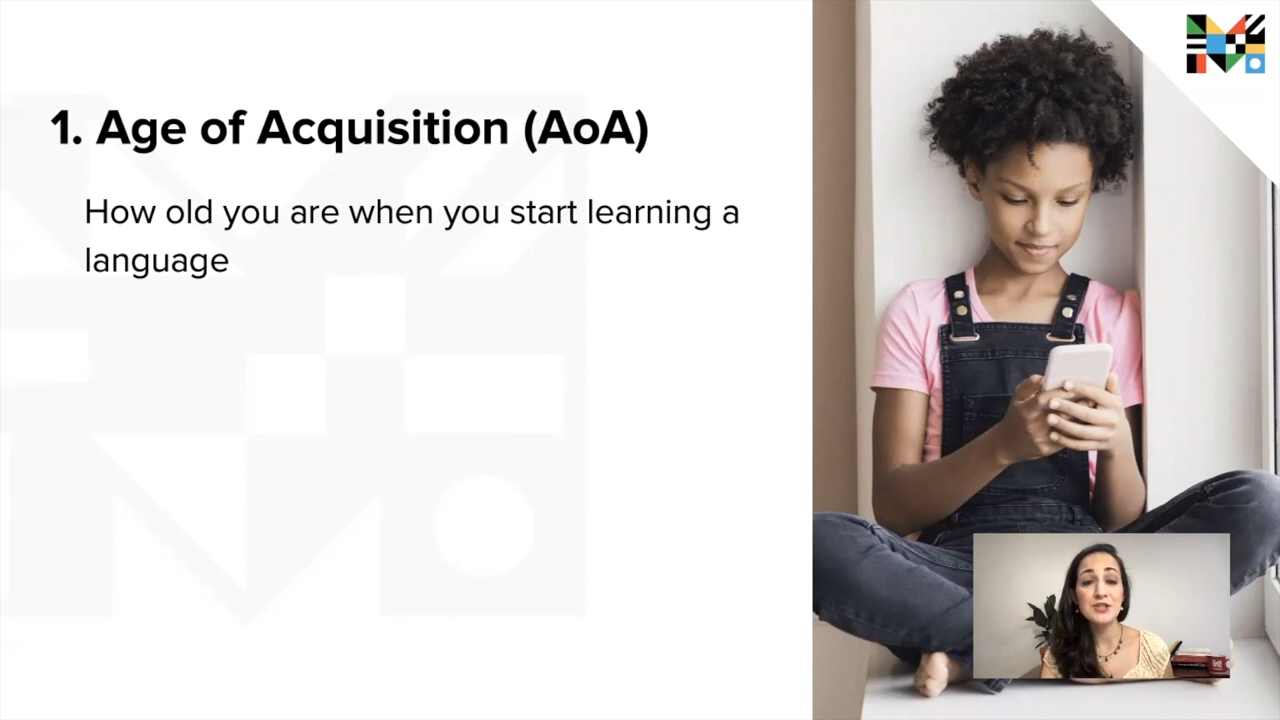 1. Age of Acquisition (AoA)
How old you are when you start learning a
language